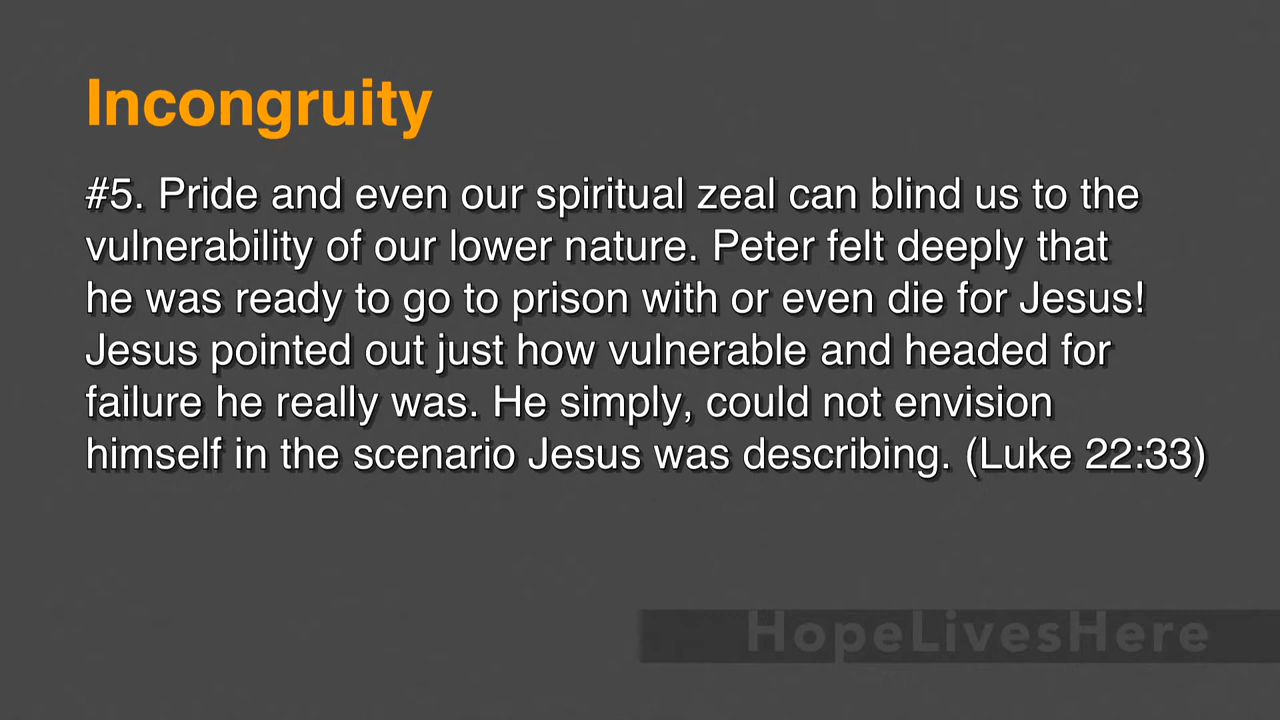 Incongruity
#5. Pride and even our spiritual zeal can blind us to the
vulnerability of our lower nature. Peter felt deeply that
he was ready to go to prison with or even die for Jesus!
Jesus pointed out just how vulnerable and headed for
failure he really was. He simply, could not envision
himself in the scenario Jesus was describing. (Luke 22:33)
HopeLivesHere